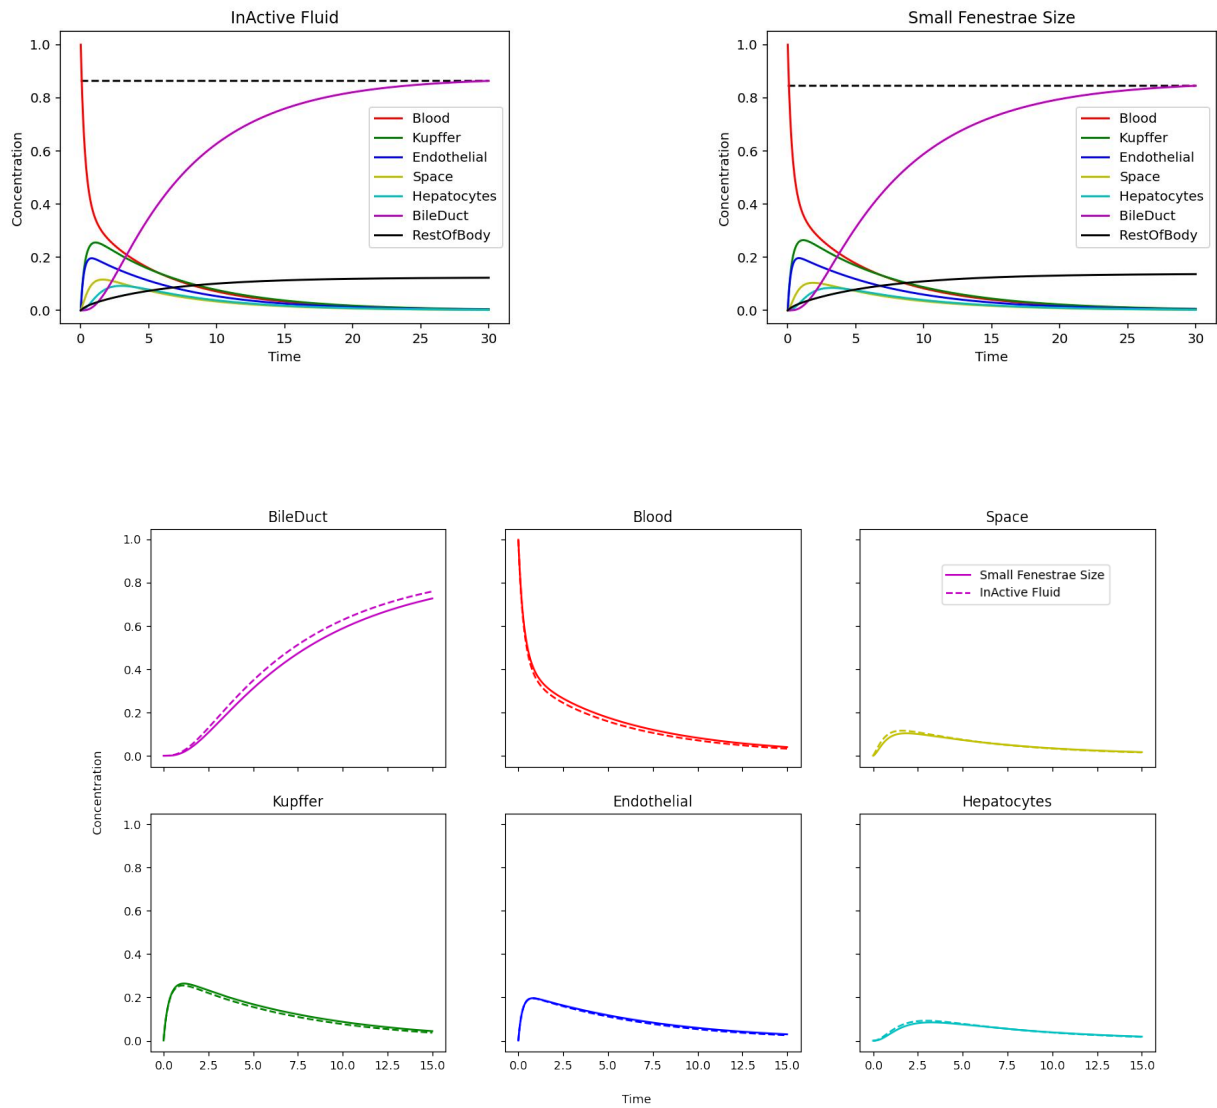 InActive Fluid
Concentration
1.0
0.8
0.6
0.4
0.2
0.0
Blood
Kupffer
Endothelial
Space
Hepatocytes
BileDuct
RestOfBody
0 5 10 15 20 25 30
Time
Small Fenestrae Size
Concentration
1.0
0.8
0.6
0.4
0.2
0.0
Blood
Kupffer
Endothelial
Space
Hepatocytes
BileDuct
RestOfBody
0 5 10 15 20 25 30
Time
Concentration
BileDuct
1.0
0.8
0.6
0.4
0.2
0.0
Blood
Space
Small Fenestrae Size
InActive Fluid
Kupffer
1.0
0.8
0.6
0.4
0.2
0.0
0.0 2.5 5.0 7.5 10.0 12.5 15.0
Endothelial
0.0 2.5 5.0 7.5 10.0 12.5 15.0
Hepatocytes
0.0 2.5 5.0 7.5 10.0 12.5 15.0
Time